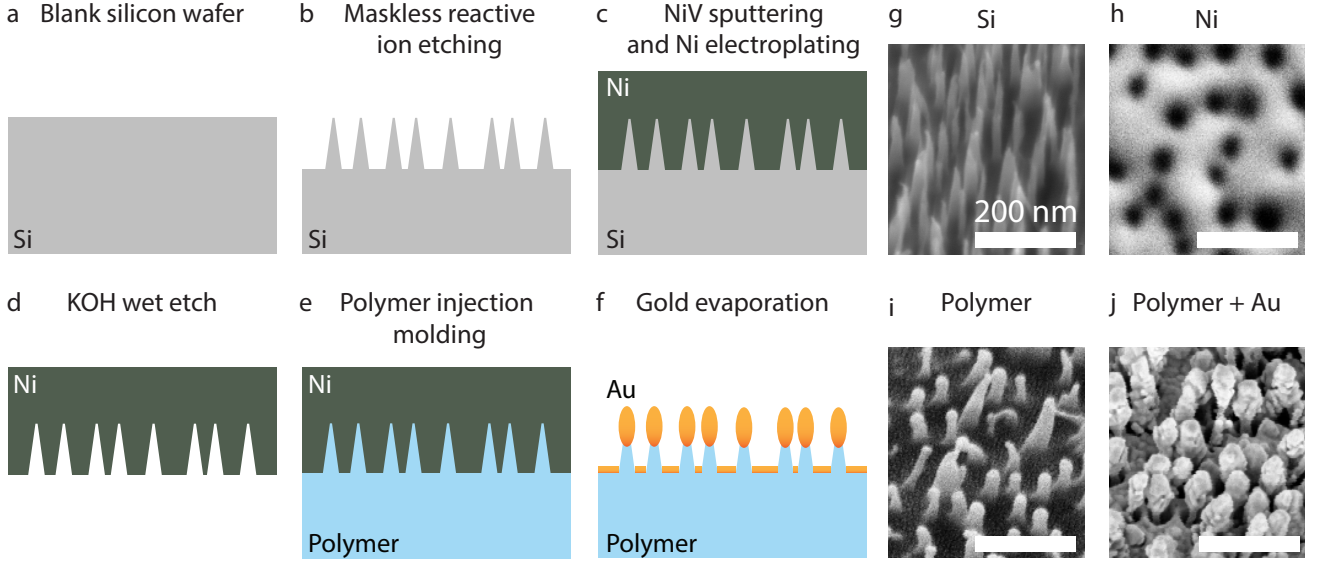 a Blank silicon wafer
Si
b Maskless reactive
ion etching
Si
c NiV sputtering
and Ni electroplating
Ni
Si
g Si
200 nm
h Ni
d KOH wet etch
Ni
e Polymer injection
molding
Ni
Polymer
f Gold evaporation
Au
Polymer
i Polymer
j Polymer + Au